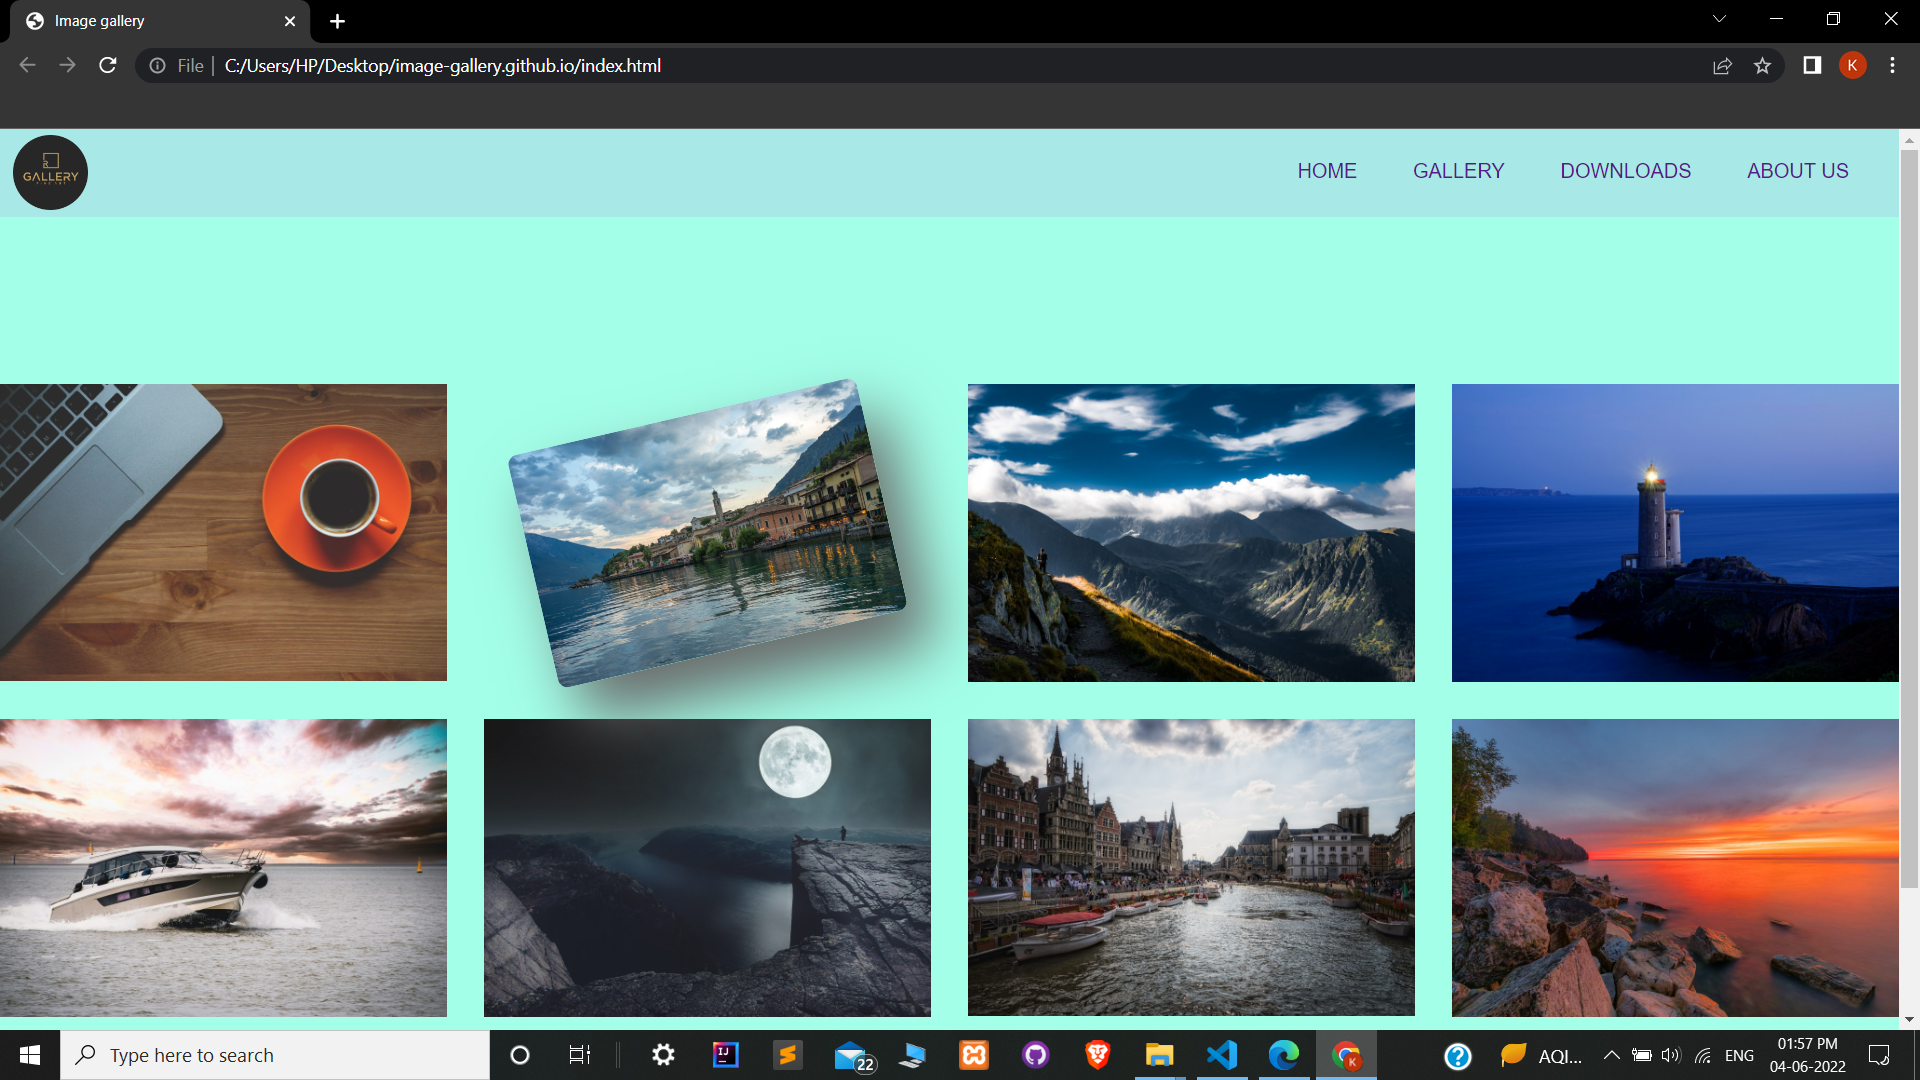 Image gallery
File
C:/Users/HP/Desktop/image-gallery.github.io/index.html
K
GALLERY
HOME
GALLERY
DOWNLOADS
ABOUT US
Type here to search
IJ
22
K
AQI...
ENG
01:57 PM
04-06-2022